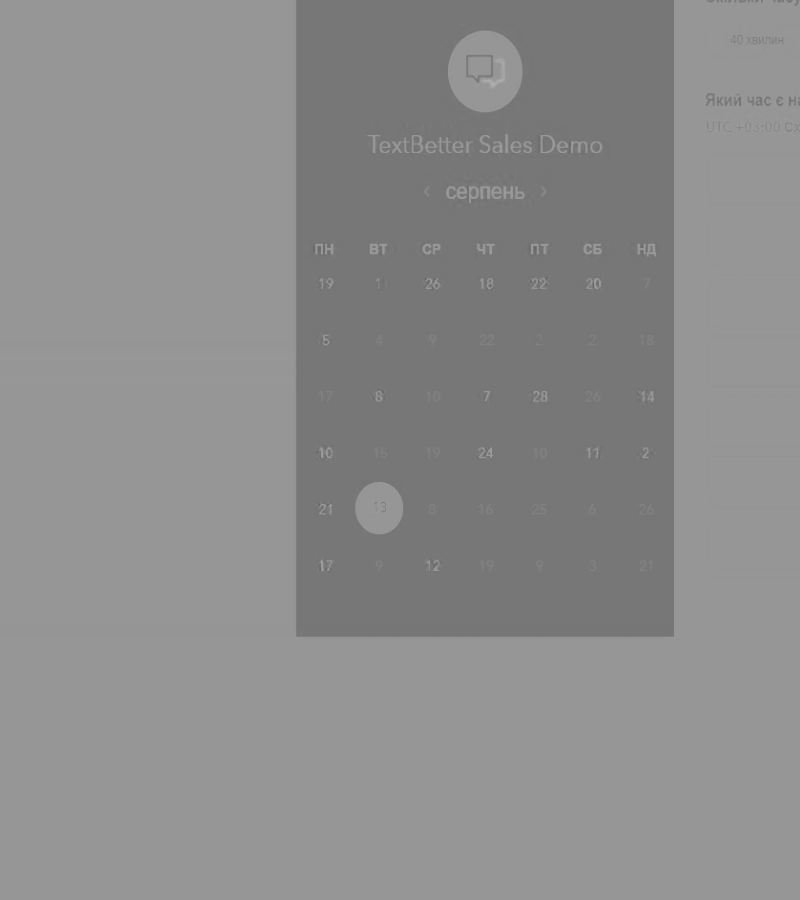 40 хвилин
Який час є на
UTC +03:00 Сх
TextBetter Sales Demo
‹ серпень ›
ПН ВТ СР ЧТ ПТ СБ НД
19 1 26 18 22 20 7
5 4 9 22 2 2 18
17 8 10 7 28 26 14
10 15 19 24 10 11 2
21 13 8 16 25 6 26
17 9 12 19 9 3 21